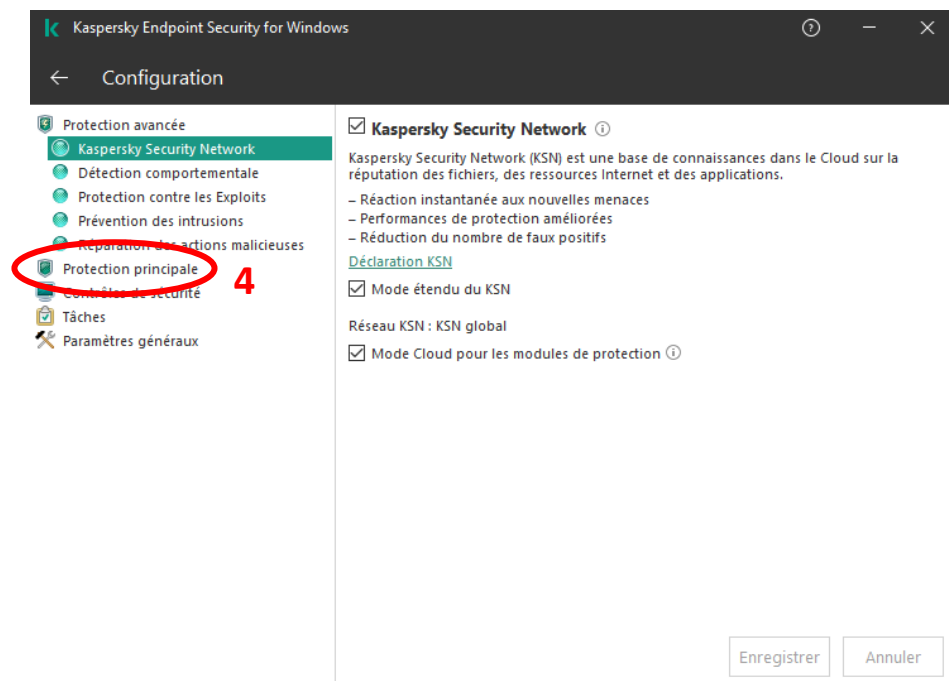 Kaspersky Endpoint Security for Windows
Configuration
Protection avancée
Kaspersky Security Network
Détection comportementale
Protection contre les Exploits
Prévention des intrusions
Réparation des actions malicieuses
Protection principale
4
Contrôles de sécurité
Tâches
Paramètres généraux
Kaspersky Security Network
Kaspersky Security Network (KSN) est une base de connaissances dans le Cloud sur la
réputation des fichiers, des ressources Internet et des applications.
– Réaction instantanée aux nouvelles menaces
– Performances de protection améliorées
– Réduction du nombre de faux positifs
Déclaration KSN
Mode étendu du KSN
Réseau KSN : KSN global
Mode Cloud pour les modules de protection
Enregistrer
Annuler